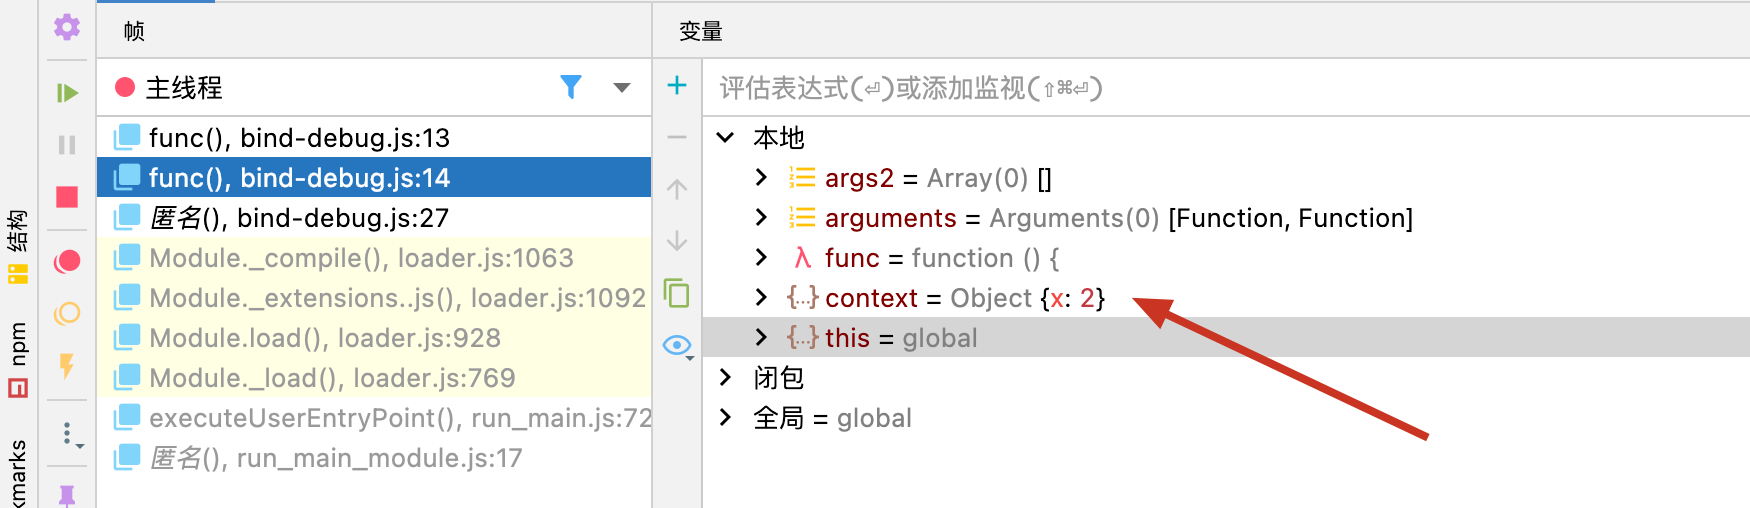 帧
变量
主线程
评估表达式(⏎)或添加监视(⇧⌘⏎)
func(), bind-debug.js:13
func(), bind-debug.js:14
匿名(), bind-debug.js:27
Module._compile(), loader.js:1063
Module._extensions..js(), loader.js:1092
Module.load(), loader.js:928
Module._load(), loader.js:769
executeUserEntryPoint(), run_main.js:72
匿名(), run_main_module.js:17
本地
args2 = Array(0) []
arguments = Arguments(0) [Function, Function]
func = function () {
context = Object {x: 2}
this = global
闭包
全局 = global
结构
npm
kmarks